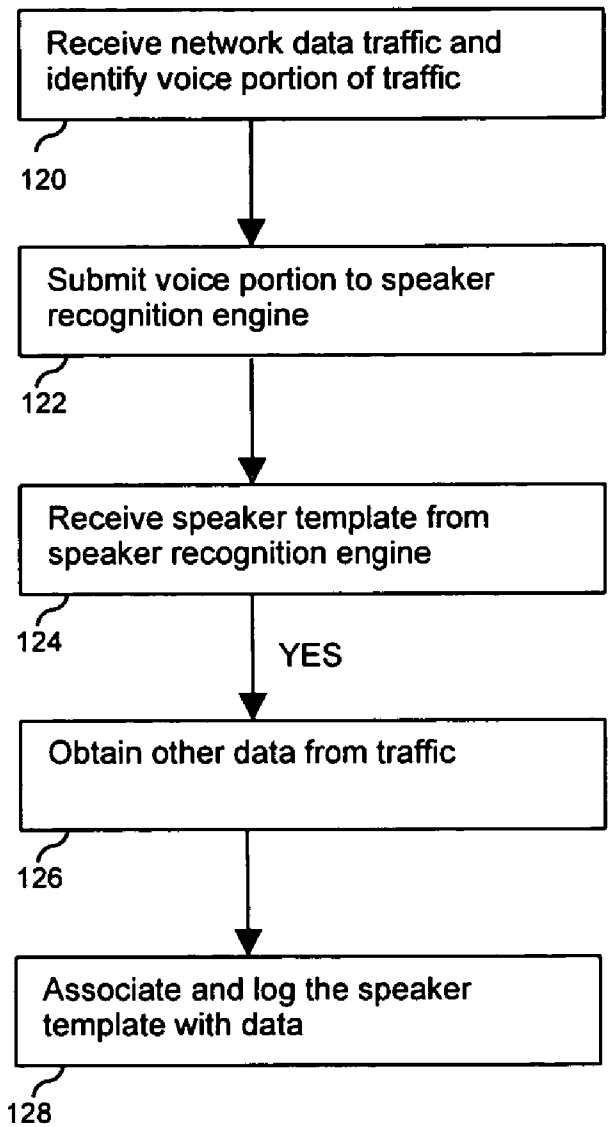 Receive network data traffic and
identify voice portion of traffic
120
Submit voice portion to speaker
recognition engine
122
Receive speaker template from
speaker recognition engine
124
YES
Obtain other data from traffic
126
Associate and log the speaker
template with data
128